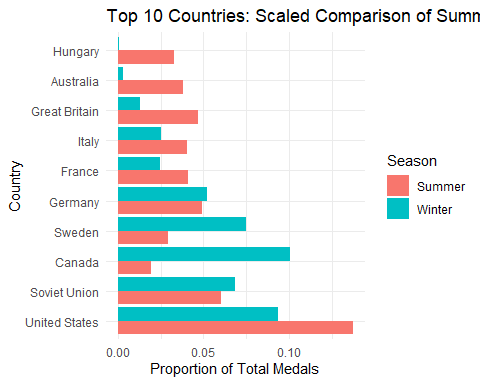 Top 10 Countries: Scaled Comparison of Summ
Hungary
Australia
Great Britain
Italy
France
Germany
Sweden
Canada
Soviet Union
United States
Country
0.00
0.05
0.10
Proportion of Total Medals
Season
Summer
Winter